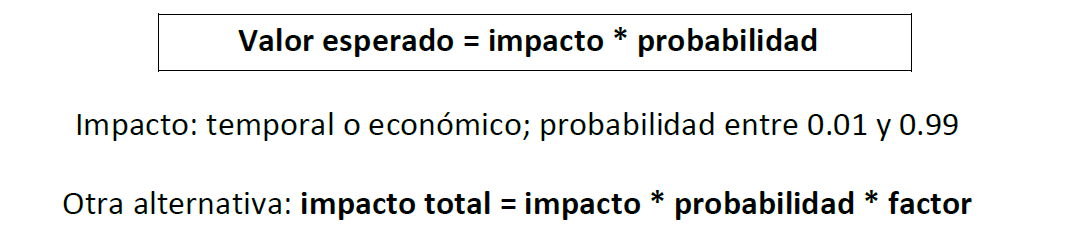 Valor esperado = impacto * probabilidad
Impacto: temporal o económico; probabilidad entre 0.01 y 0.99
Otra alternativa: impacto total = impacto * probabilidad * factor